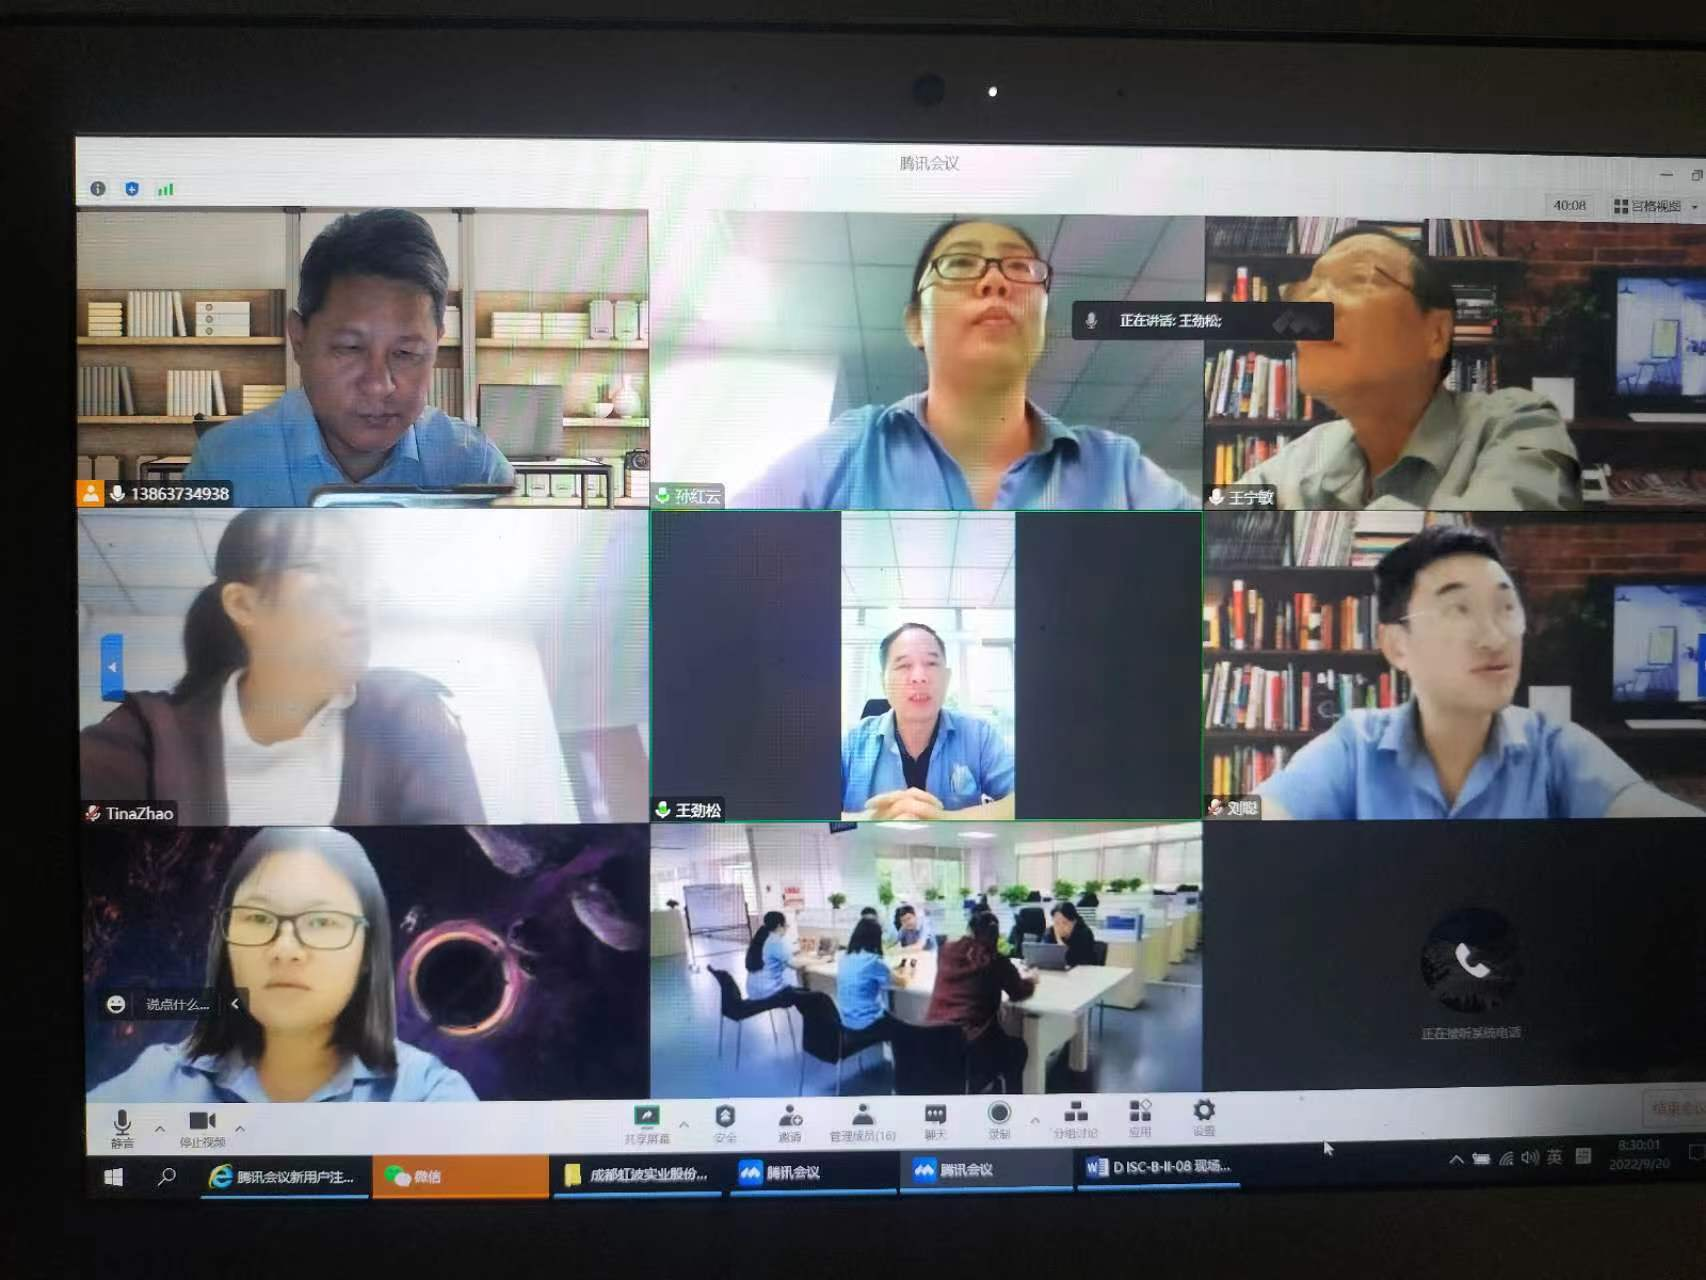 腾讯会议
40:08
宫格视图
正在讲话: 王劲松;
13863734938
孙红云
王宁敏
TinaZhao
王劲松
刘聪
说点什么...
正在接听系统电话
静音
停止视频
共享屏幕
安全
邀请
管理成员(16)
聊天
录制
分组讨论
应用
设置
结束会议
腾讯会议新用户注...
微信
成都虹波实业股份...
腾讯会议
腾讯会议
D ISC-B-II-08 现场...
英
8:30:01
2022/9/20